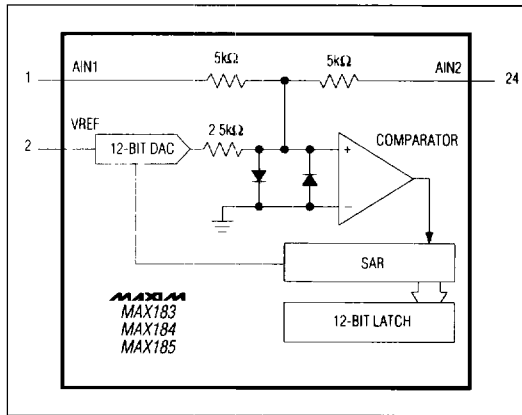 5kΩ 5kΩ
1 AIN1 AIN2 24
2 VREF 2 5kΩ
12-BIT DAC
COMPARATOR
+
−
SAR
MAXIM
MAX183
MAX184
MAX185
12-BIT LATCH